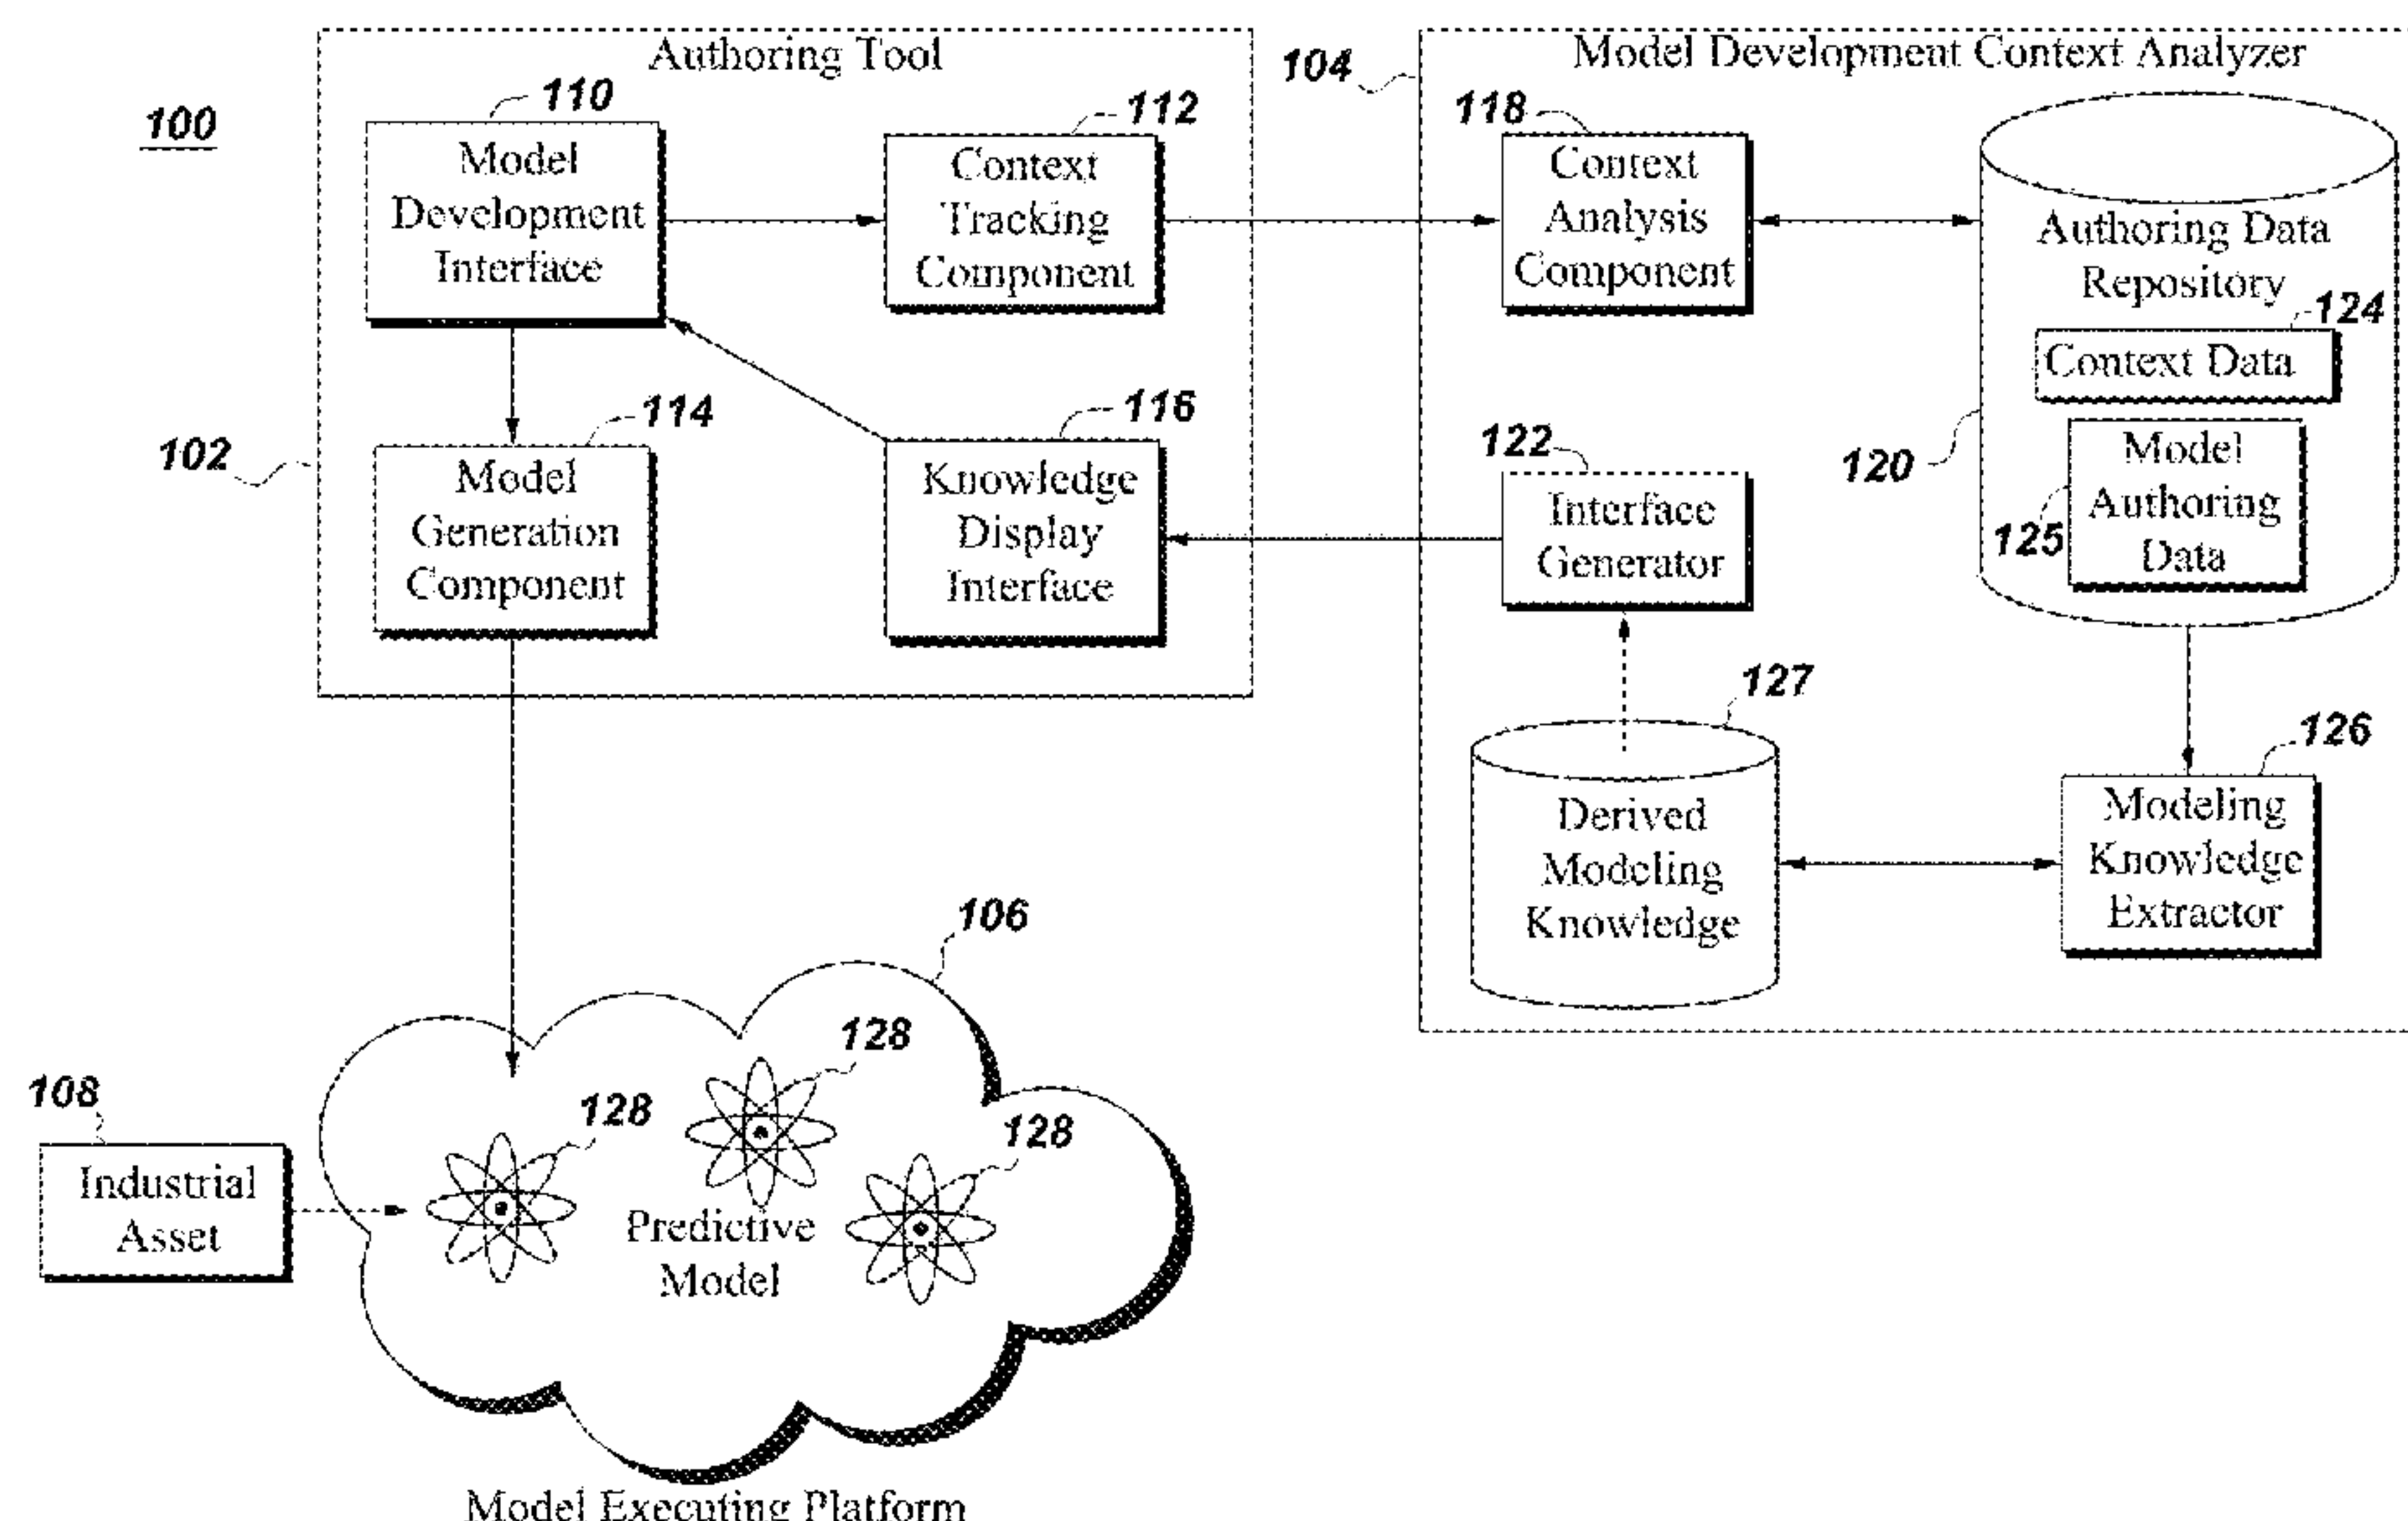 100
Authoring Tool
110
Model
Development
Interface
112
Context
Tracking
Component
102
114
Model
Generation
Component
116
Knowledge
Display
Interface
104
Model Development Context Analyzer
118
Context
Analysis
Component
Authoring Data
Repository
124
Context Data
120
125
Model
Authoring
Data
122
Interface
Generator
127
Derived
Modeling
Knowledge
126
Modeling
Knowledge
Extractor
106
108
Industrial
Asset
128
128
128
Predictive
Model
Model Executing Platform